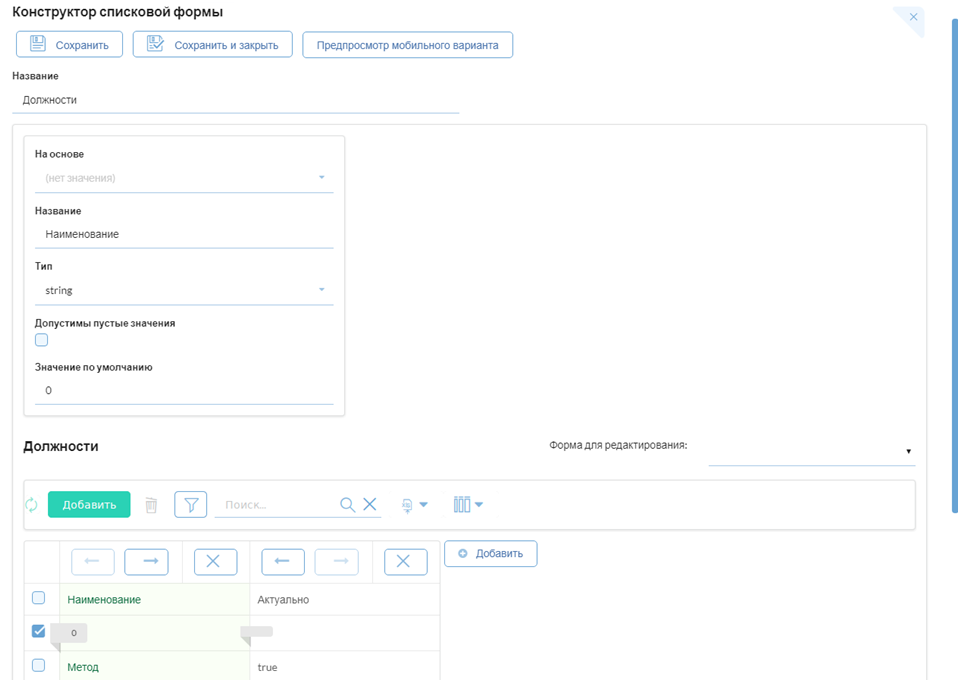 Конструктор списковой формы
Сохранить Сохранить и закрыть Предпросмотр мобильного варианта
Название
Должности
На основе
(нет значения)
Название
Наименование
Тип
string
Допустимы пустые значения
Значение по умолчанию
0
Должности Форма для редактирования:
Добавить Поиск...
Добавить
Наименование Актуально
0
Метод true